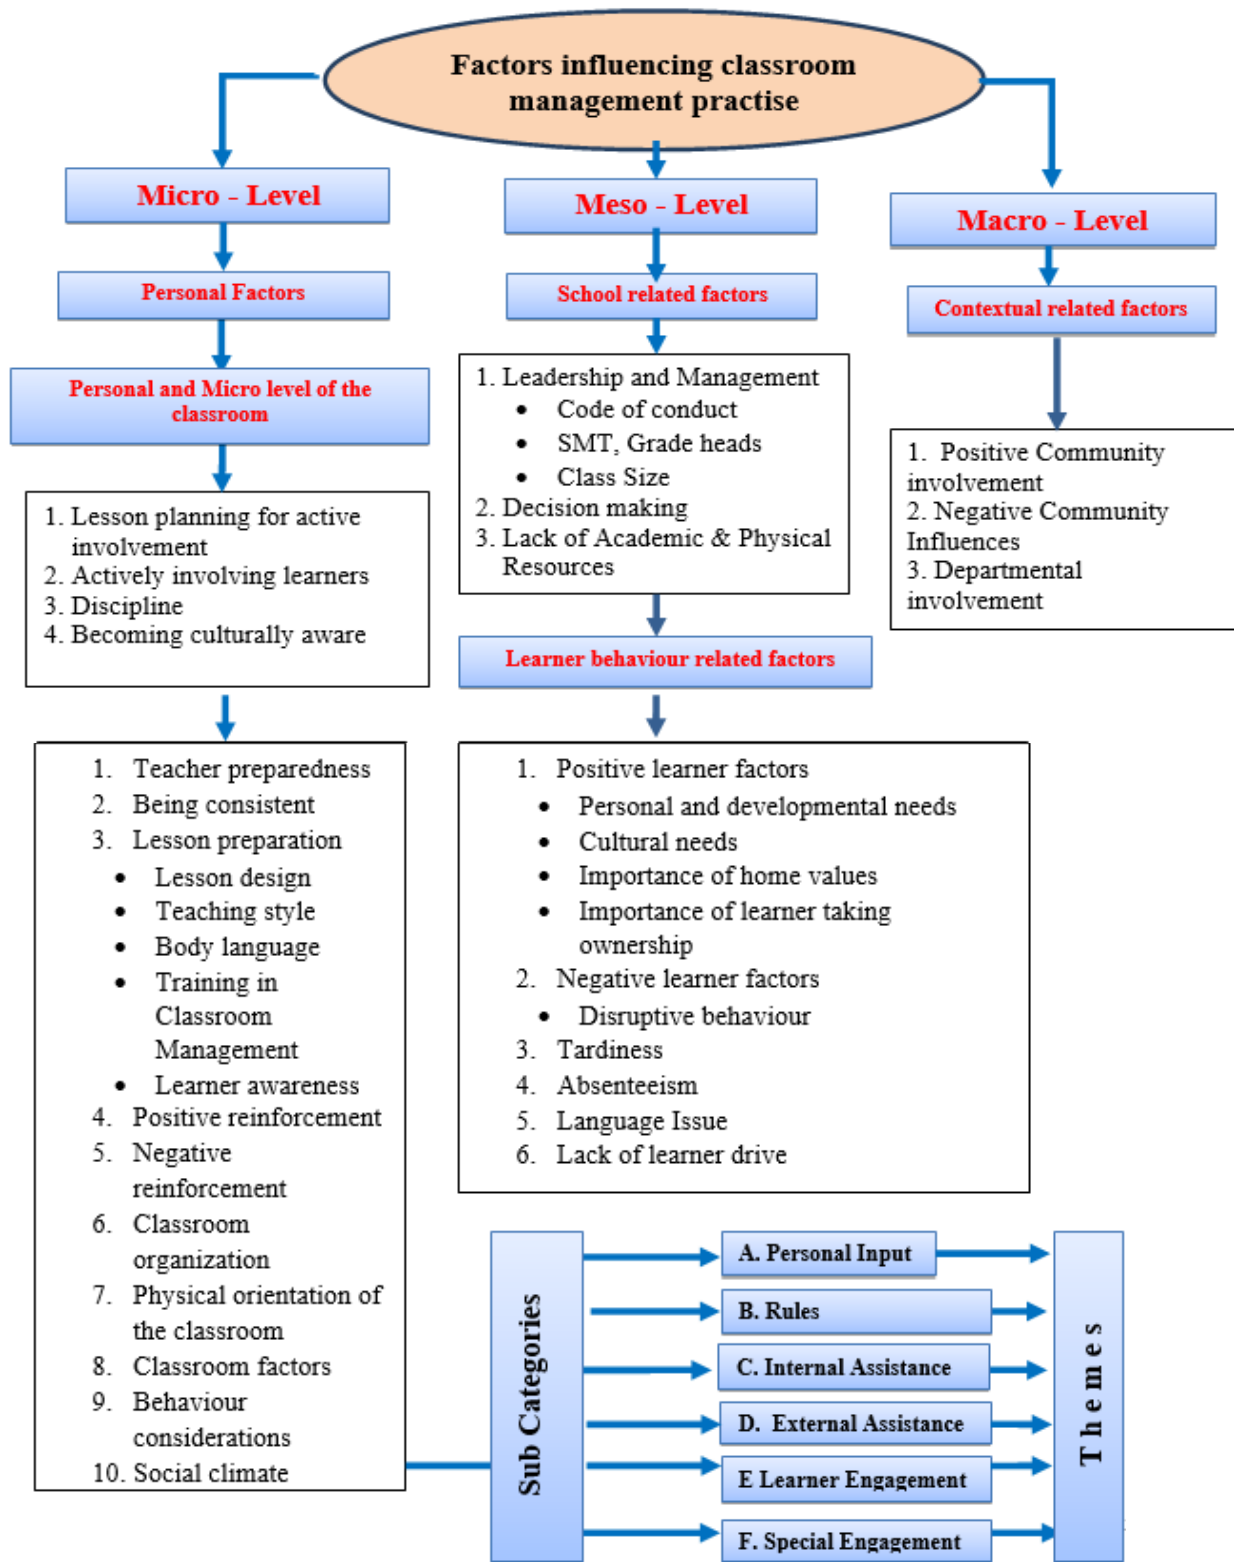 Factors influencing classroom
management practise
Micro - Level
Meso - Level
Macro - Level
Personal Factors
School related factors
Contextual related factors
Personal and Micro level of the
classroom
1. Lesson planning for active
involvement
2. Actively involving learners
3. Discipline
4. Becoming culturally aware
1. Leadership and Management
• Code of conduct
• SMT, Grade heads
• Class Size
2. Decision making
3. Lack of Academic & Physical
Resources
1. Positive Community
involvement
2. Negative Community
Influences
3. Departmental
involvement
Learner behaviour related factors
1. Teacher preparedness
2. Being consistent
3. Lesson preparation
• Lesson design
• Teaching style
• Body language
• Training in
Classroom
Management
• Learner awareness
4. Positive reinforcement
5. Negative
reinforcement
6. Classroom
organization
7. Physical orientation of
the classroom
8. Classroom factors
9. Behaviour
considerations
10. Social climate
1. Positive learner factors
• Personal and developmental needs
• Cultural needs
• Importance of home values
• Importance of learner taking
ownership
2. Negative learner factors
• Disruptive behaviour
3. Tardiness
4. Absenteeism
5. Language Issue
6. Lack of learner drive
Sub Categories
A. Personal Input
B. Rules
C. Internal Assistance
D. External Assistance
E Learner Engagement
F. Special Engagement
Themes